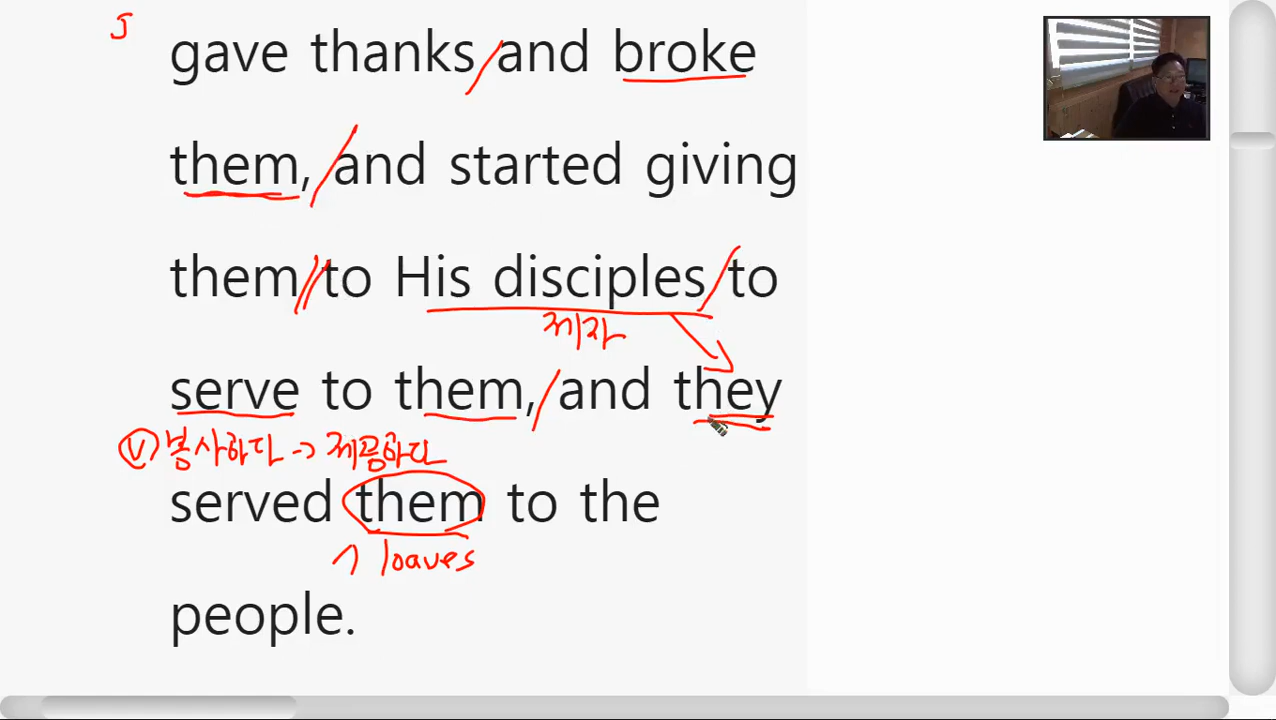 J
gave thanks and broke
them, and started giving
them to His disciples to
제자
serve to them, and they
Ⓥ 봉사하다 → 제공하다
served them to the
7 loaves
people.